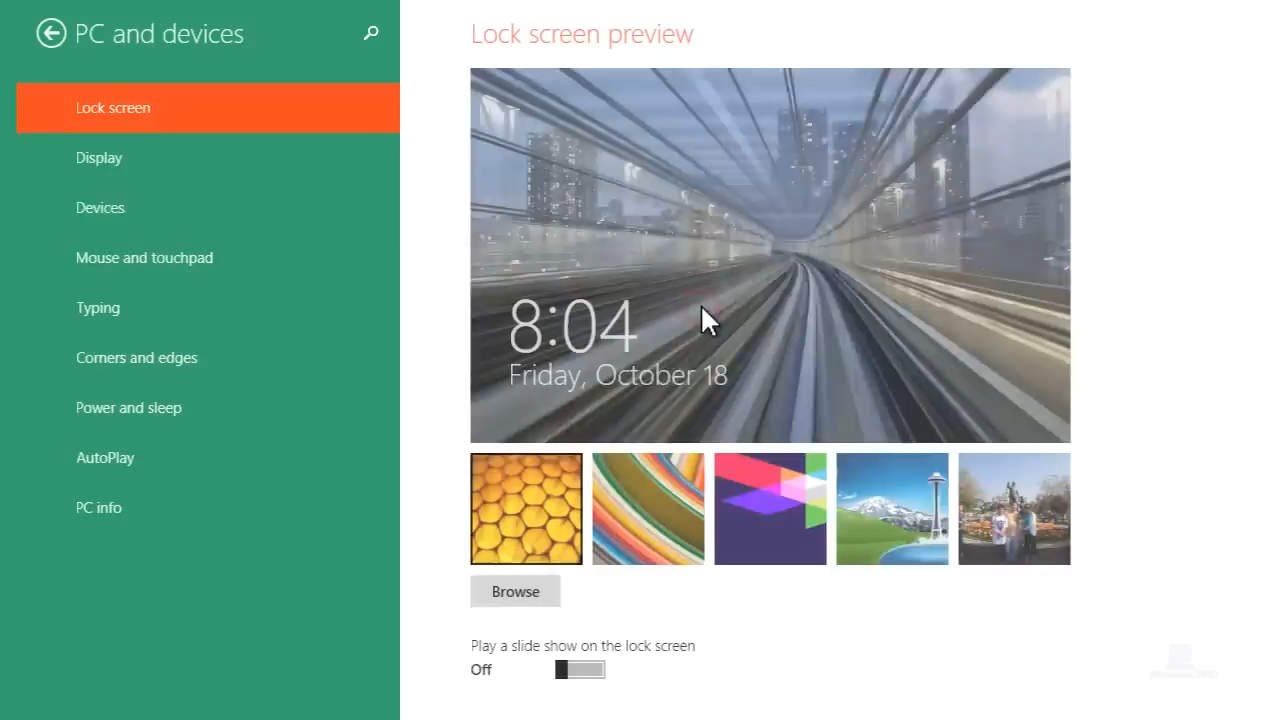 PC and devices
Lock screen
Display
Devices
Mouse and touchpad
Typing
Corners and edges
Power and sleep
AutoPlay
PC info
Lock screen preview
8:04
Friday, October 18
Browse
Play a slide show on the lock screen
Off